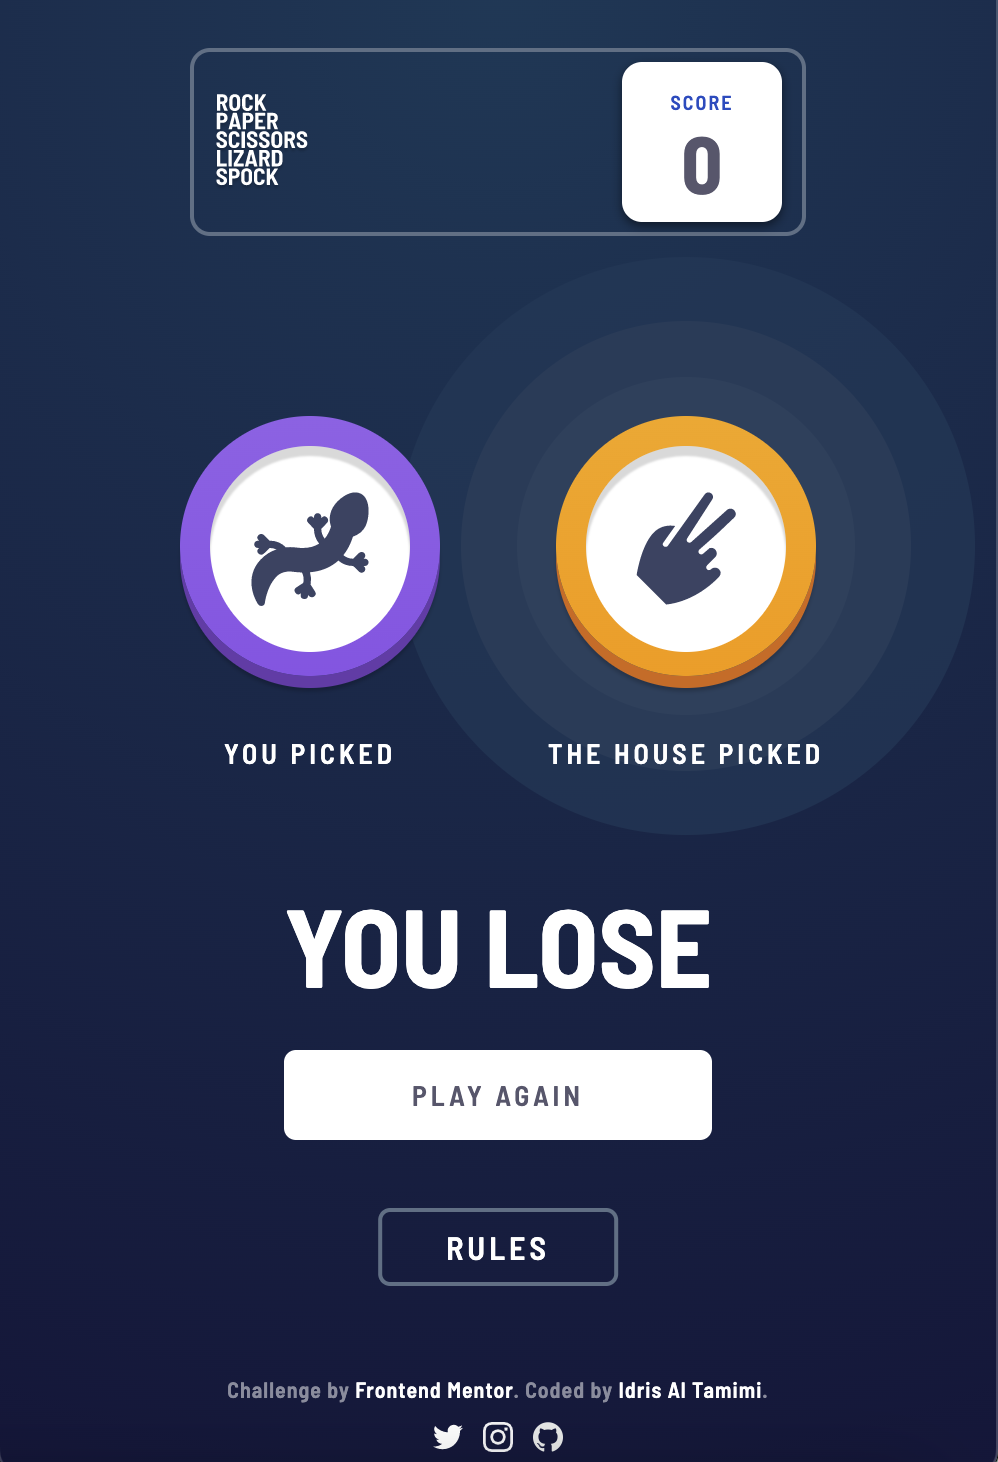 ROCK
PAPER
SCISSORS
LIZARD
SPOCK
SCORE
0
YOU PICKED
THE HOUSE PICKED
YOU LOSE
PLAY AGAIN
RULES
Challenge by Frontend Mentor. Coded by Idris Al Tamimi.